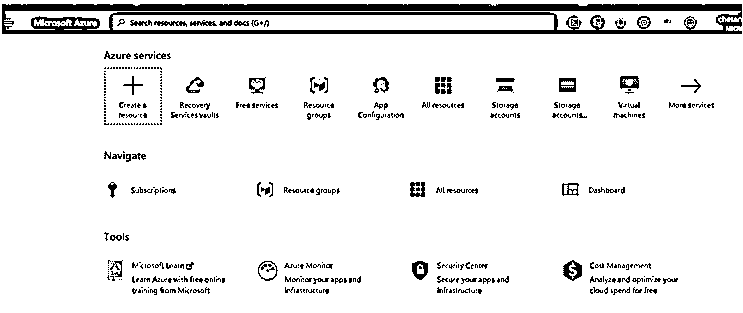 Microsoft Azure
Search resources, services, and docs (G+/)
Azure services
Create a
resource
Recovery
Services vaults
Free services
Resource
groups
App
Configuration
All resources
Storage
accounts
Storage
accounts...
Virtual
machines
More services
Navigate
Subscriptions
Resource groups
All resources
Dashboard
Tools
Microsoft Learn
Learn Azure with free online
training from Microsoft
Azure Monitor
Monitor your apps and
infrastructure
Security Center
Secure your apps and
infrastructure
Cost Management
Analyze and optimize your
cloud spend for free